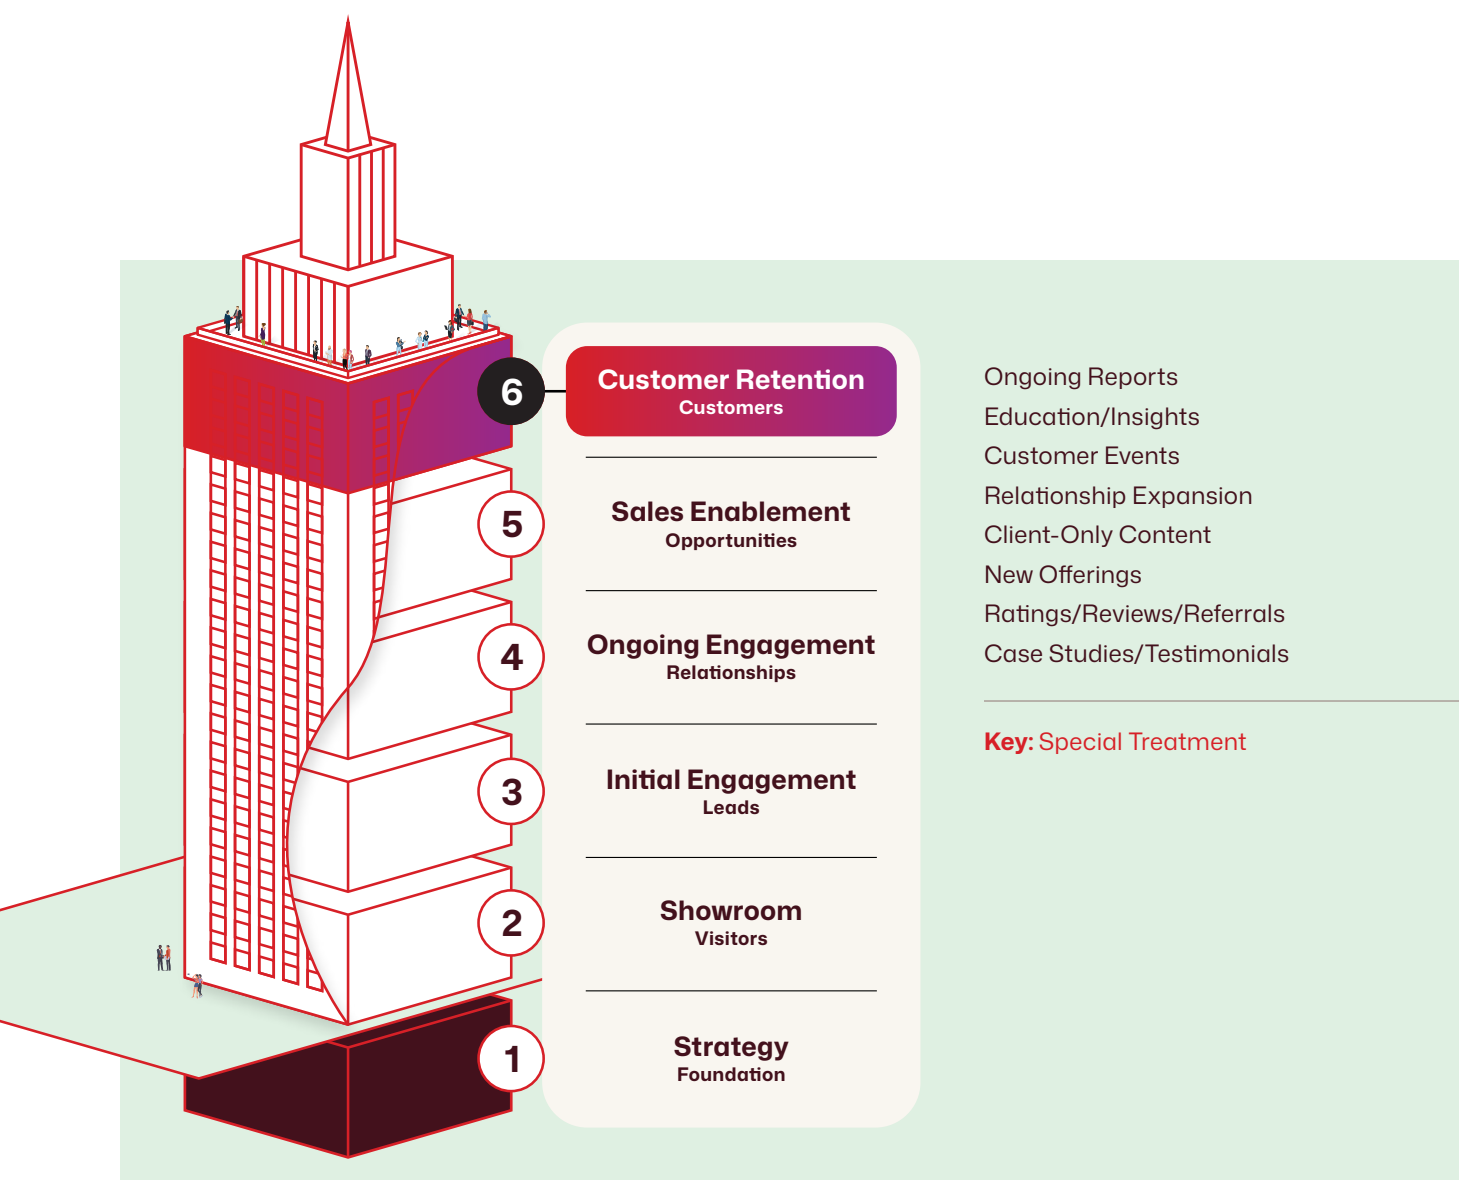 6
Customer Retention
Customers
5
Sales Enablement
Opportunities
4
Ongoing Engagement
Relationships
3
Initial Engagement
Leads
2
Showroom
Visitors
1
Strategy
Foundation
Ongoing Reports
Education/Insights
Customer Events
Relationship Expansion
Client-Only Content
New Offerings
Ratings/Reviews/Referrals
Case Studies/Testimonials
Key: Special Treatment